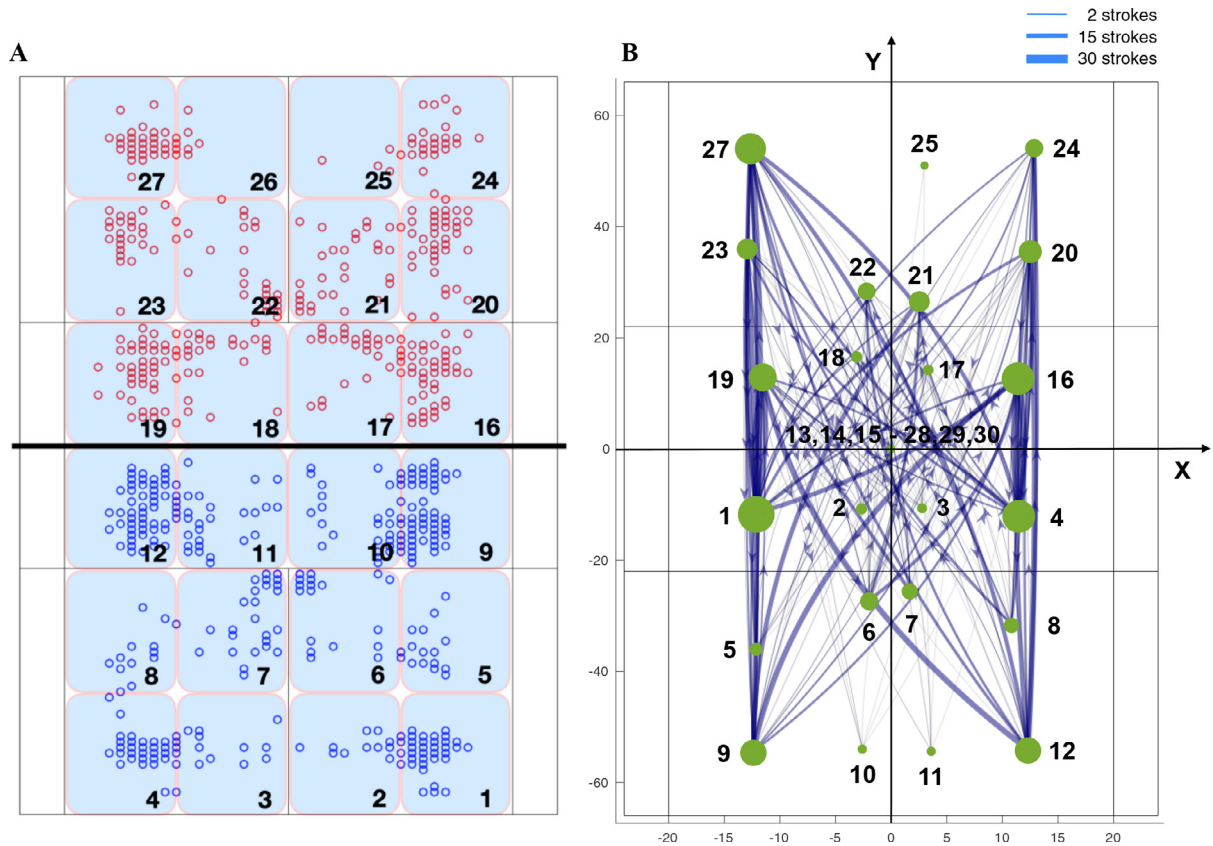 2 strokes
15 strokes
30 strokes
A
B
Y
X
27 26 25 24
23 22 21 20
19 18 17 16
12 11 10 9
8 7 6 5
4 3 2 1
60
40
20
0
-20
-40
-60
27 25 24
23 22 21 20
18 17
19 16
13,14,15 - 28,29,30
1 2 3 4
5 6 7 8
9 10 11 12
-20 -15 -10 -5 0 5 10 15 20